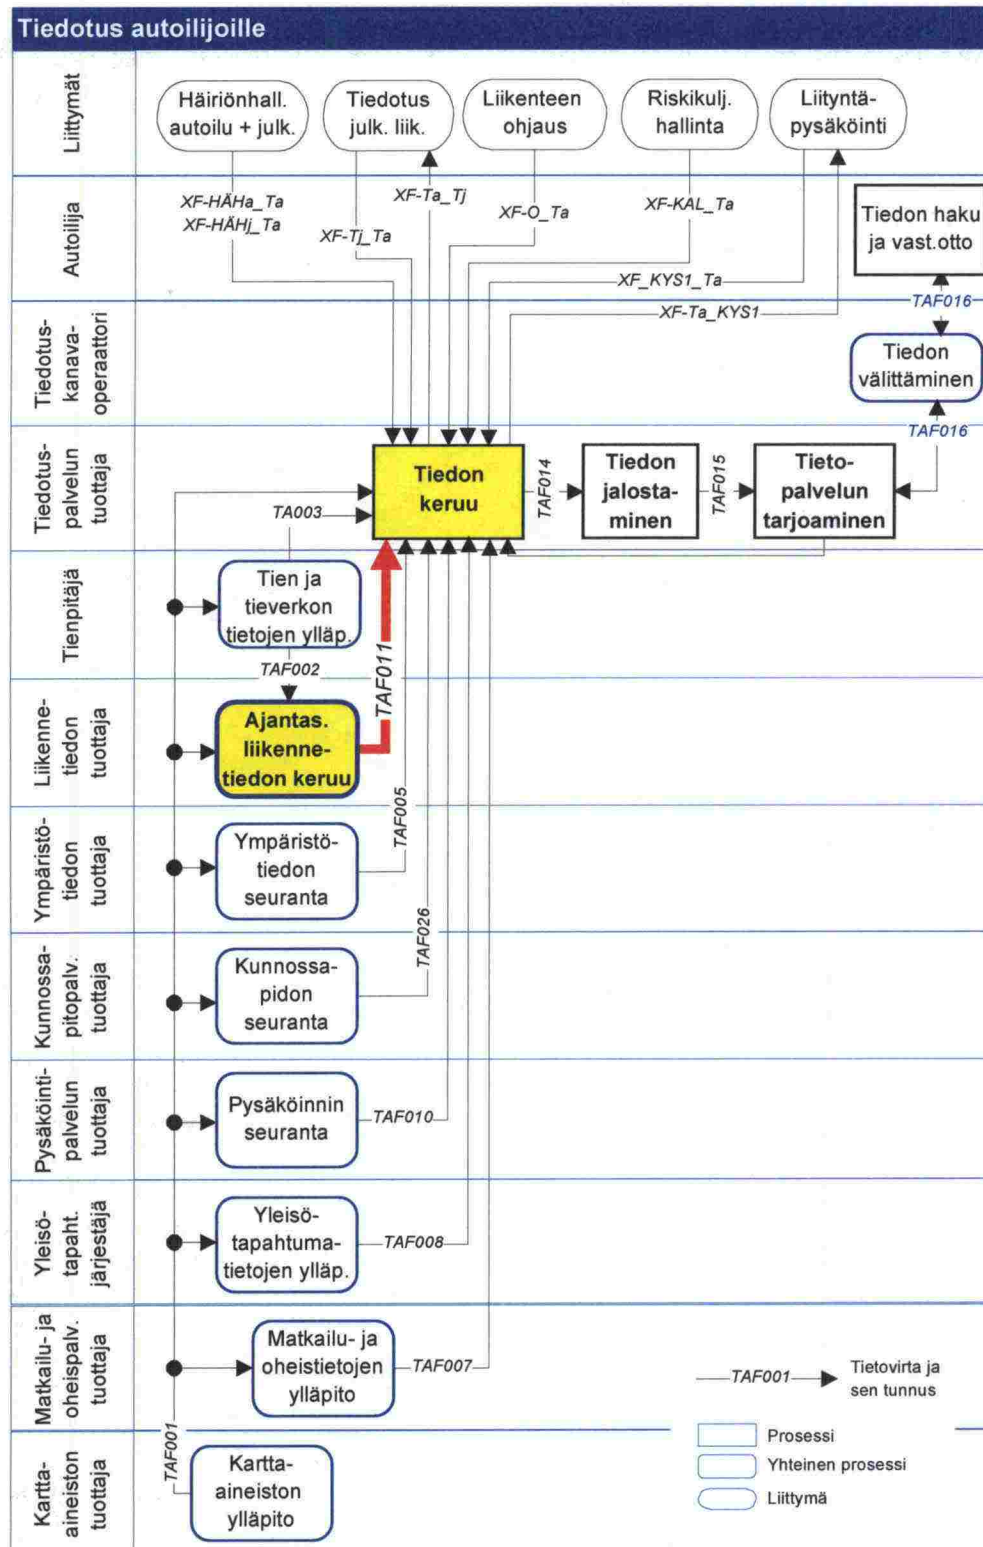 Tiedotus autoilijoille
Liittymät
Häiriönhall.
autoilu + julk.
Tiedotus
julk. liik.
Liikenteen
ohjaus
Riskikulj.
hallinta
Liityntä-
pysäköinti
Autoilija
XF-HÄHa_Ta
XF-HÄHj_Ta
XF-Tj_Ta
XF-Ta_Tj
XF-O_Ta
XF-KAL_Ta
XF_KYS1_Ta
Tiedon haku
ja vast.otto
TAF016
Tiedotus-
kanava-
operaattori
XF-Ta_KYS1
Tiedon
välittäminen
TAF016
Tiedotus-
palvelun
tuottaja
Tiedon
keruu
TAF014
Tiedon
jalosta-
minen
TAF015
Tieto-
palvelun
tarjoaminen
TA003
Tienpitäjä
Tien ja
tieverkon
tietojen ylläp.
TAF002
TAF011
Liikenne-
tiedon
tuottaja
Ajantas.
liikenne-
tiedon keruu
TAF005
Ympäristö-
tiedon
tuottaja
Ympäristö-
tiedon
seuranta
TAF026
Kunnossa-
pitopalv.
tuottaja
Kunnossa-
pidon
seuranta
Pysäköinti-
palvelun
tuottaja
Pysäköinnin
seuranta
TAF010
Yleisö-
tapaht.
järjestäjä
Yleisö-
tapahtuma-
tietojen ylläp.
TAF008
Matkailu- ja
oheispalv.
tuottaja
Matkailu- ja
oheistietojen
ylläpito
TAF007
TAF001
Tietovirta ja
sen tunnus
Prosessi
Yhteinen prosessi
Liittymä
Kartta-
aineiston
tuottaja
TAF001
Kartta-
aineiston
ylläpito